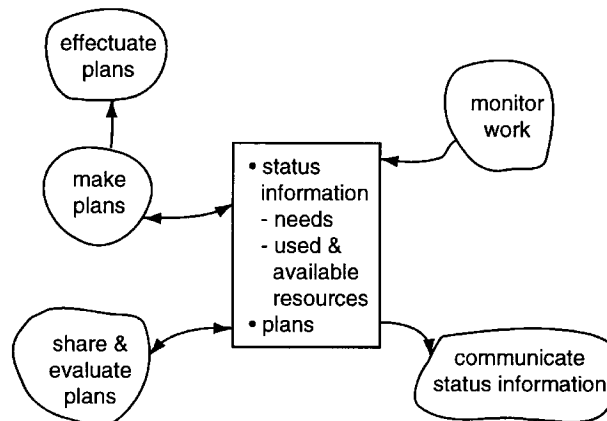 effectuate
plans
monitor
work
make
plans
• status
information
- needs
- used &
available
resources
• plans
share &
evaluate
plans
communicate
status information